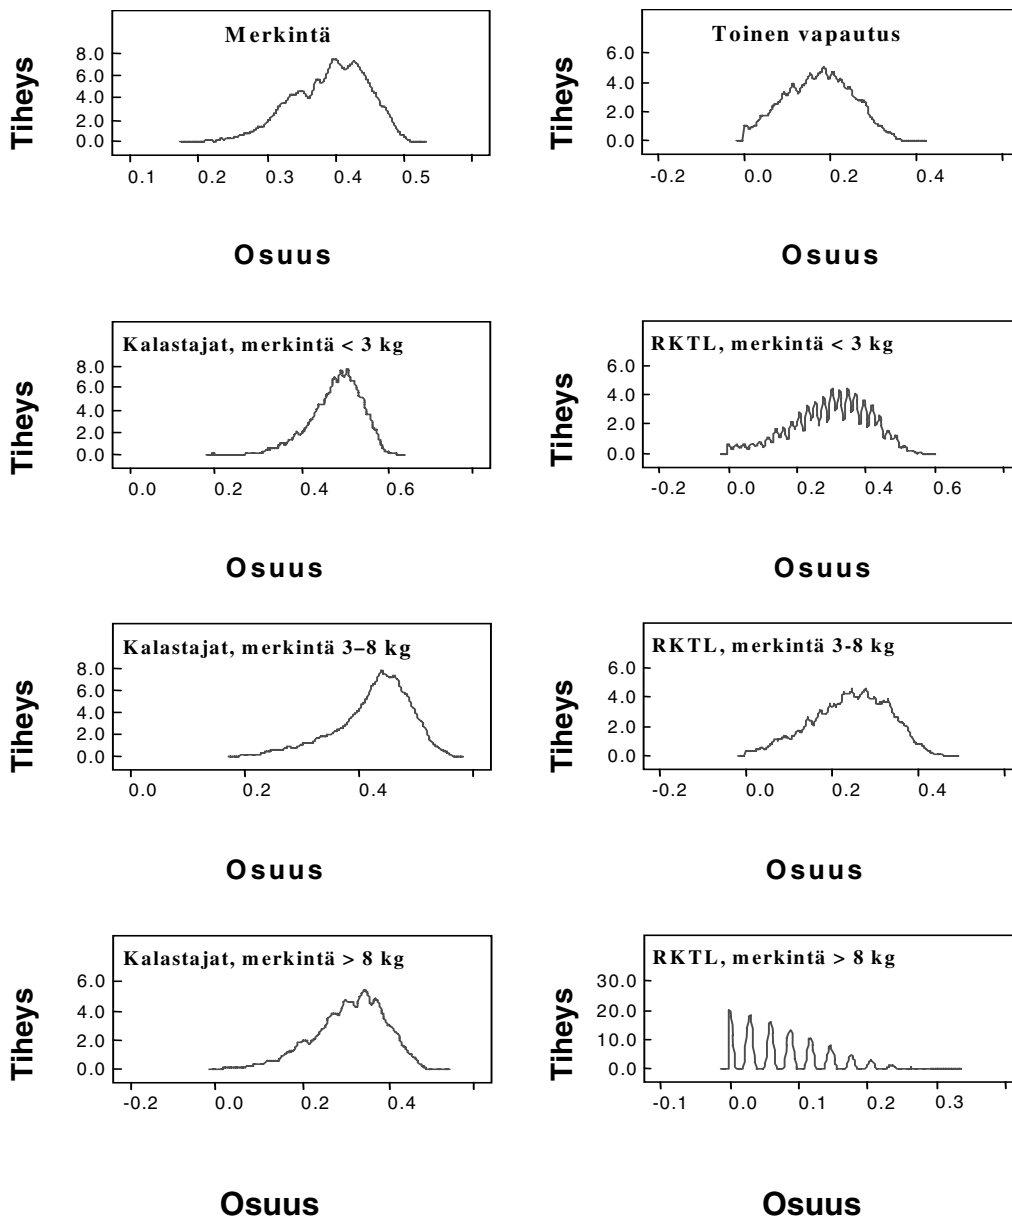 Merkintä
Tiheys
8.0
6.0
4.0
2.0
0.0
0.1 0.2 0.3 0.4 0.5
Osuus
Toinen vapautus
Tiheys
6.0
4.0
2.0
0.0
-0.2 0.0 0.2 0.4
Osuus
Kalastajat, merkintä < 3 kg
Tiheys
8.0
6.0
4.0
2.0
0.0
0.0 0.2 0.4 0.6
Osuus
RKTL, merkintä < 3 kg
Tiheys
6.0
4.0
2.0
0.0
-0.2 0.0 0.2 0.4 0.6
Osuus
Kalastajat, merkintä 3–8 kg
Tiheys
8.0
6.0
4.0
2.0
0.0
0.0 0.2 0.4
Osuus
RKTL, merkintä 3-8 kg
Tiheys
6.0
4.0
2.0
0.0
-0.2 0.0 0.2 0.4
Osuus
Kalastajat, merkintä > 8 kg
Tiheys
6.0
4.0
2.0
0.0
-0.2 0.0 0.2 0.4
Osuus
RKTL, merkintä > 8 kg
Tiheys
30.0
20.0
10.0
0.0
-0.1 0.0 0.1 0.2 0.3
Osuus